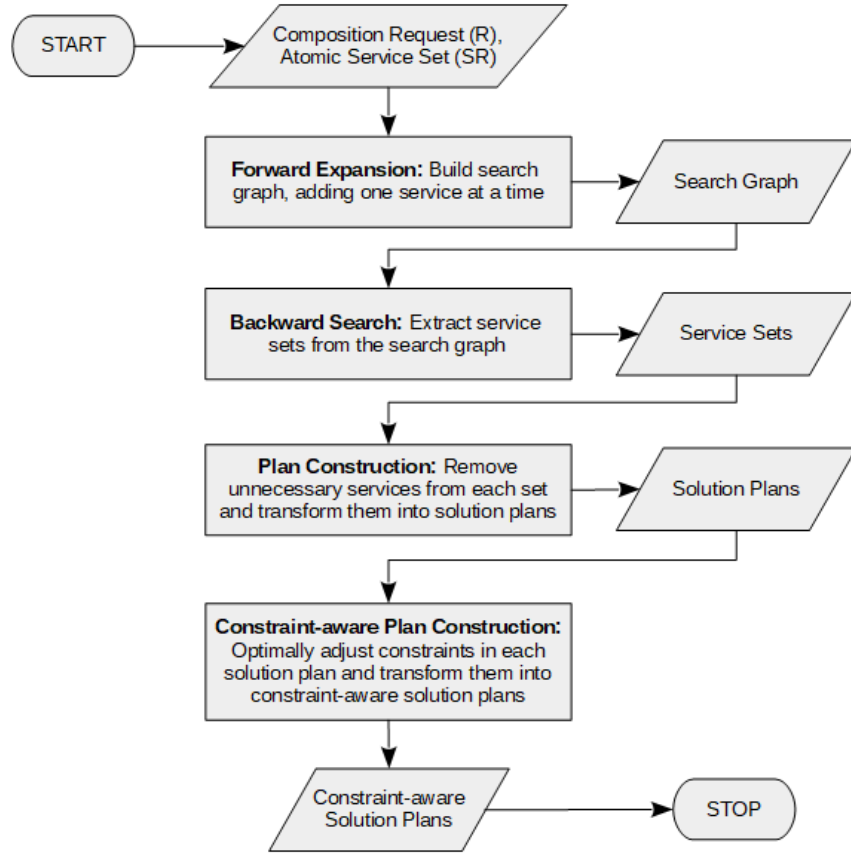 START
Composition Request (R),
Atomic Service Set (SR)
Forward Expansion: Build search
graph, adding one service at a time
Search Graph
Backward Search: Extract service
sets from the search graph
Service Sets
Plan Construction: Remove
unnecessary services from each set
and transform them into solution plans
Solution Plans
Constraint-aware Plan Construction:
Optimally adjust constraints in each
solution plan and transform them into
constraint-aware solution plans
Constraint-aware
Solution Plans
STOP